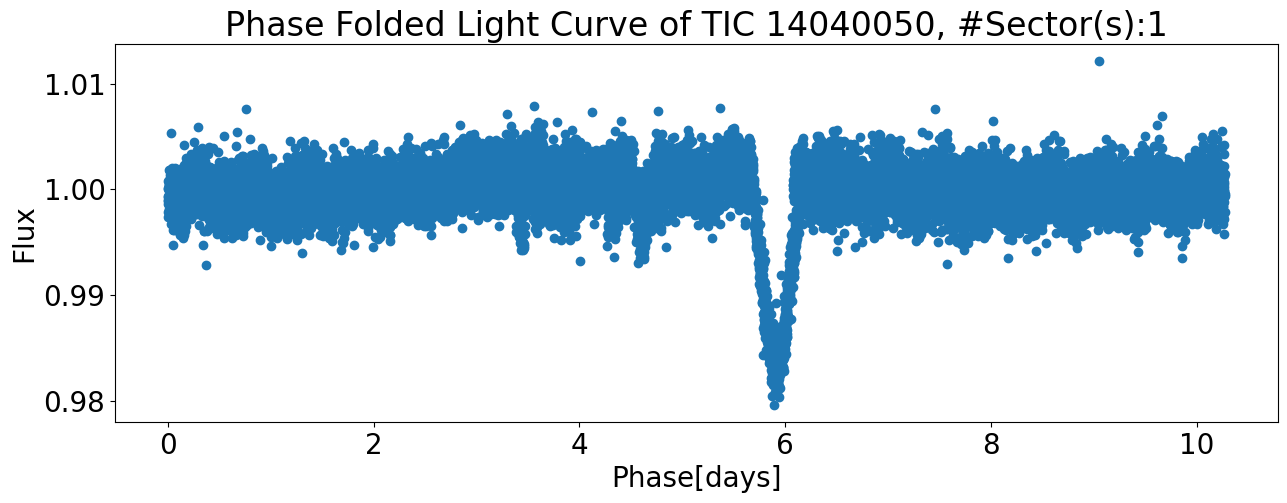 Phase Folded Light Curve of TIC 14040050, #Sector(s):1
1.01
1.00
0.99
0.98
Flux
0 2 4 6 8 10
Phase[days]